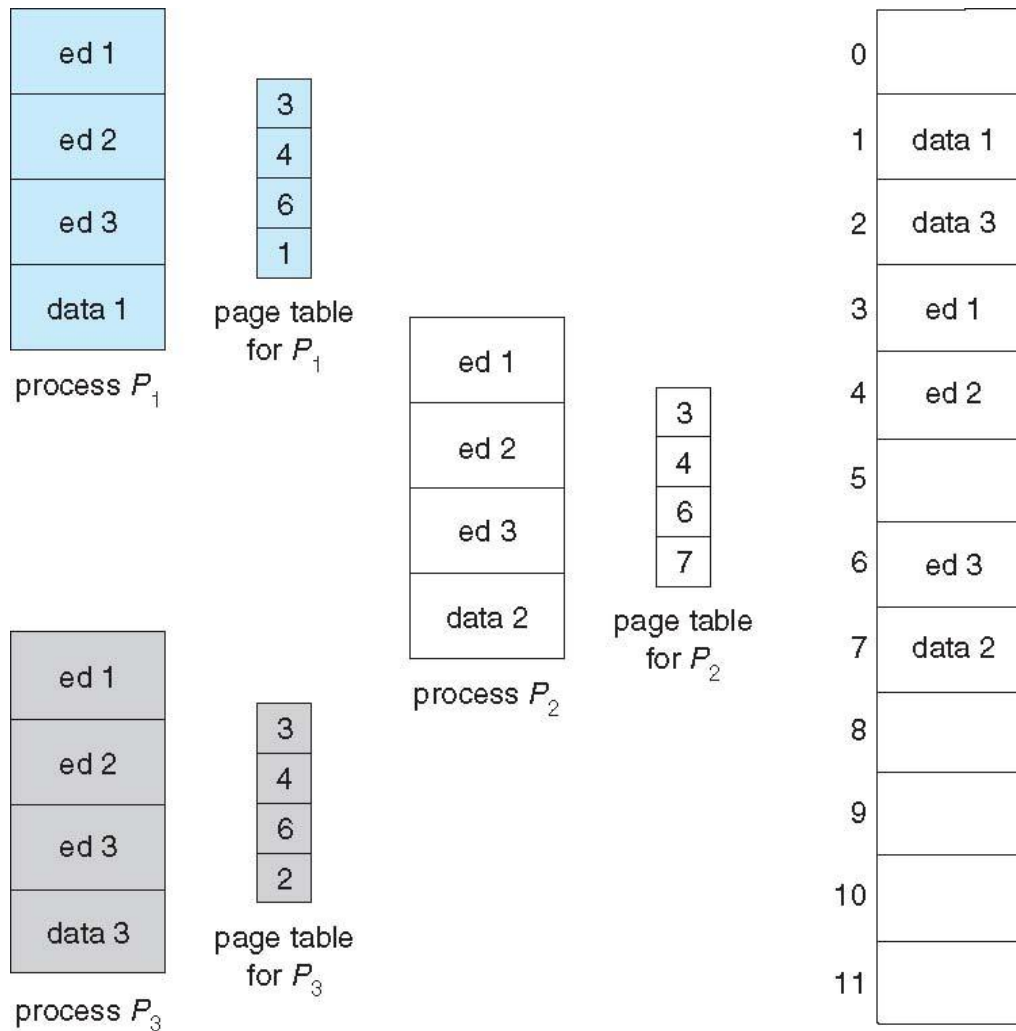 ed 1
ed 2
ed 3
data 1
process P₁
3
4
6
1
page table
for P₁
ed 1
ed 2
ed 3
data 2
process P₂
3
4
6
7
page table
for P₂
ed 1
ed 2
ed 3
data 3
process P₃
3
4
6
2
page table
for P₃
0
1 data 1
2 data 3
3 ed 1
4 ed 2
5
6 ed 3
7 data 2
8
9
10
11